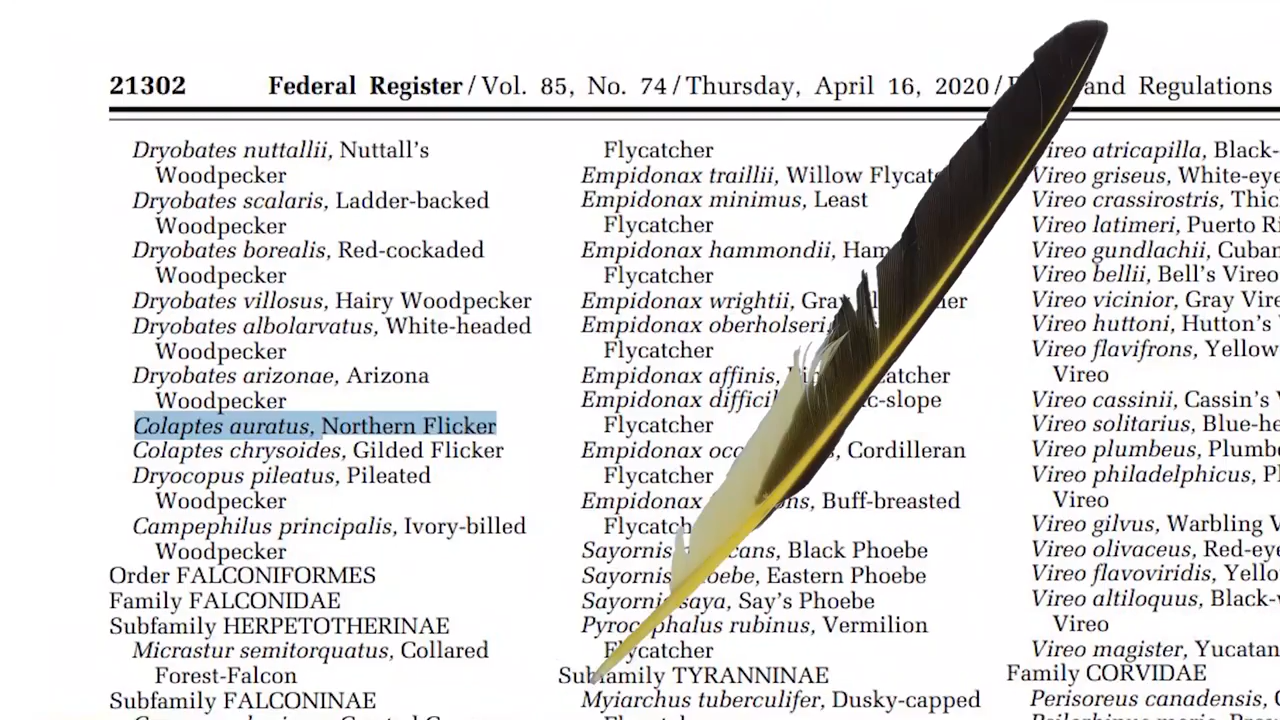 21302 Federal Register / Vol. 85, No. 74 / Thursday, April 16, 2020 / and Regulations
Dryobates nuttallii, Nuttall's
Woodpecker
Dryobates scalaris, Ladder-backed
Woodpecker
Dryobates borealis, Red-cockaded
Woodpecker
Dryobates villosus, Hairy Woodpecker
Dryobates albolarvatus, White-headed
Woodpecker
Dryobates arizonae, Arizona
Woodpecker
Colaptes auratus, Northern Flicker
Colaptes chrysoides, Gilded Flicker
Dryocopus pileatus, Pileated
Woodpecker
Campephilus principalis, Ivory-billed
Woodpecker
Order FALCONIFORMES
Family FALCONIDAE
Subfamily HERPETOTHERINAE
Micrastur semitorquatus, Collared
Forest-Falcon
Subfamily FALCONINAE
Flycatcher
Empidonax traillii, Willow
Empidonax minimus, Least
Flycatcher
Empidonax hammondii,
Flycatcher
Empidonax wrightii, Gray
Empidonax oberholseri,
Flycatcher
Empidonax affinis,
Empidonax
Flycatcher
Empidonax Cordilleran
Flycatcher
Empidonax Buff-breasted
Flycatcher
Sayornis Black Phoebe
Sayornis Eastern Phoebe
Sayornis saya, Say's Phoebe
Pyrocephalus rubinus, Vermilion
Flycatcher
Subfamily TYRANNINAE
Myiarchus tuberculifer, Dusky-capped
Vireo atricapilla, Black-
Vireo griseus, White-eye
Vireo crassirostris, Thic
Vireo latimeri, Puerto Ri
Vireo gundlachii, Cuban
Vireo bellii, Bell's Vireo
Vireo vicinior, Gray Vire
Vireo huttoni, Hutton's
Vireo flavifrons, Yellow
Vireo
Vireo cassinii, Cassin's
Vireo solitarius, Blue-he
Vireo plumbeus, Plumbe
Vireo philadelphicus, Ph
Vireo
Vireo gilvus, Warbling
Vireo olivaceus, Red-eye
Vireo flavoviridis, Yello
Vireo altiloquus, Black-
Vireo
Vireo magister, Yucatan
Family CORVIDAE
Perisoreus canadensis,